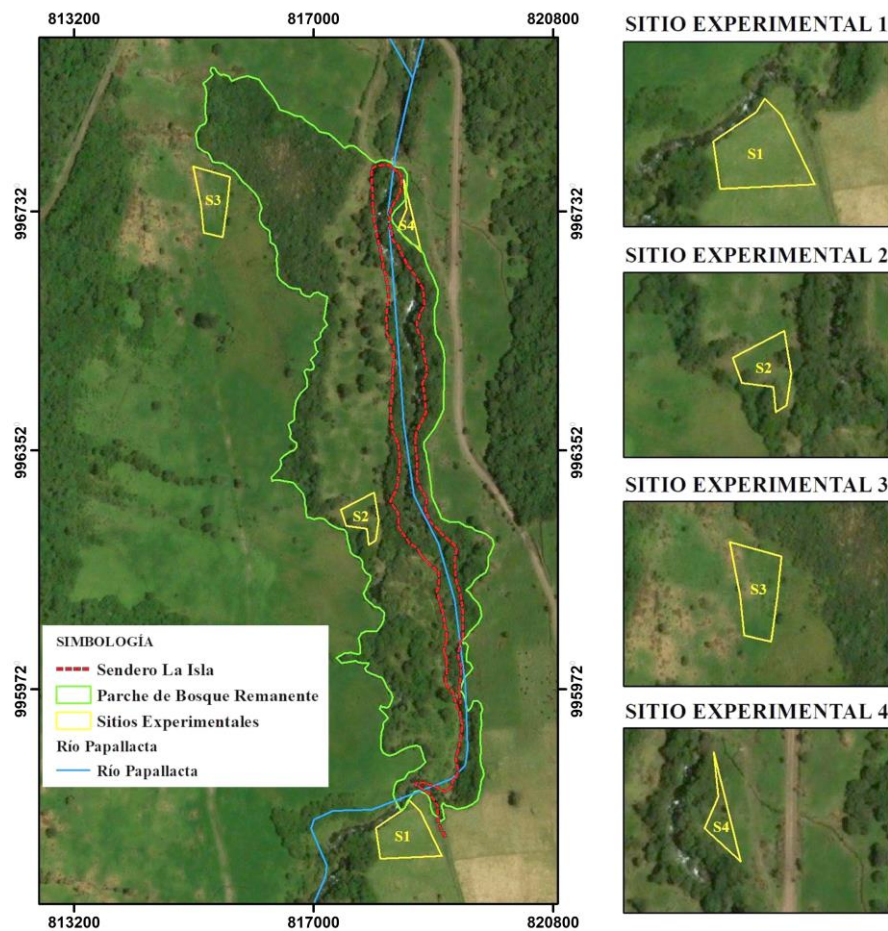 813200 817000 820800
996732
996352
995972
S3
S4
S2
S1
SIMBOLOGÍA
Sendero La Isla
Parche de Bosque Remanente
Sitios Experimentales
Río Papallacta
Río Papallacta
996732
996352
995972
813200 817000 820800
SITIO EXPERIMENTAL 1
S1
SITIO EXPERIMENTAL 2
S2
SITIO EXPERIMENTAL 3
S3
SITIO EXPERIMENTAL 4
S4